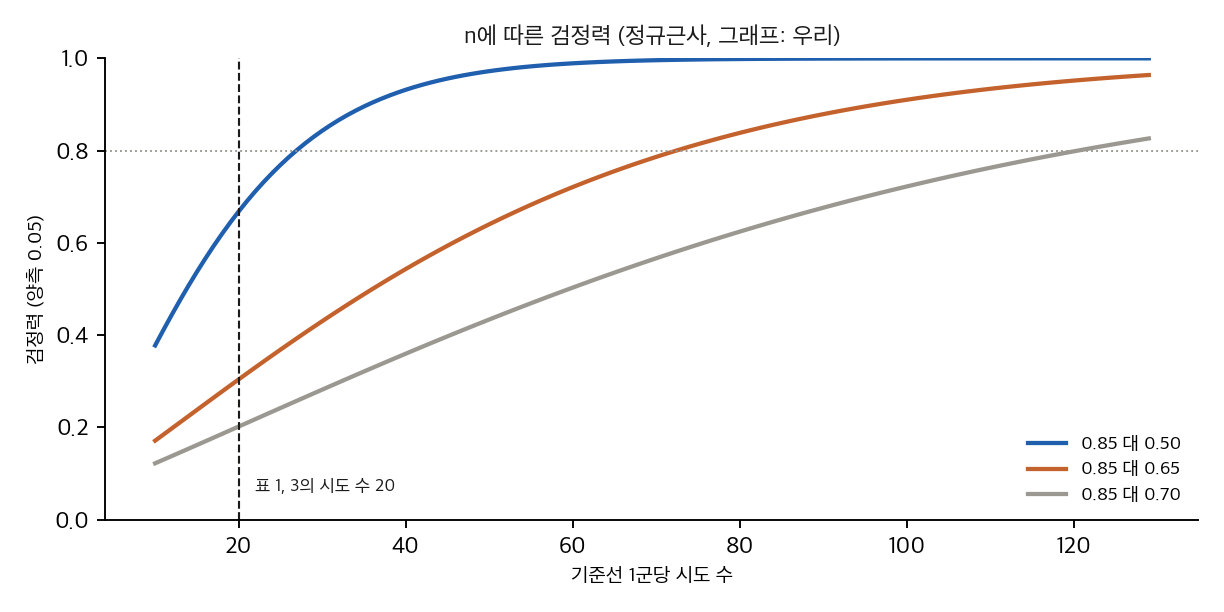 n에 따른 검정력 (정규근사, 그래프: 우리)
검정력 (양측 0.05)
1.0
0.8
0.6
0.4
0.2
0.0
표 1, 3의 시도 수 20
0.85 대 0.50
0.85 대 0.65
0.85 대 0.70
20
40
60
80
100
120
기준선 1군당 시도 수